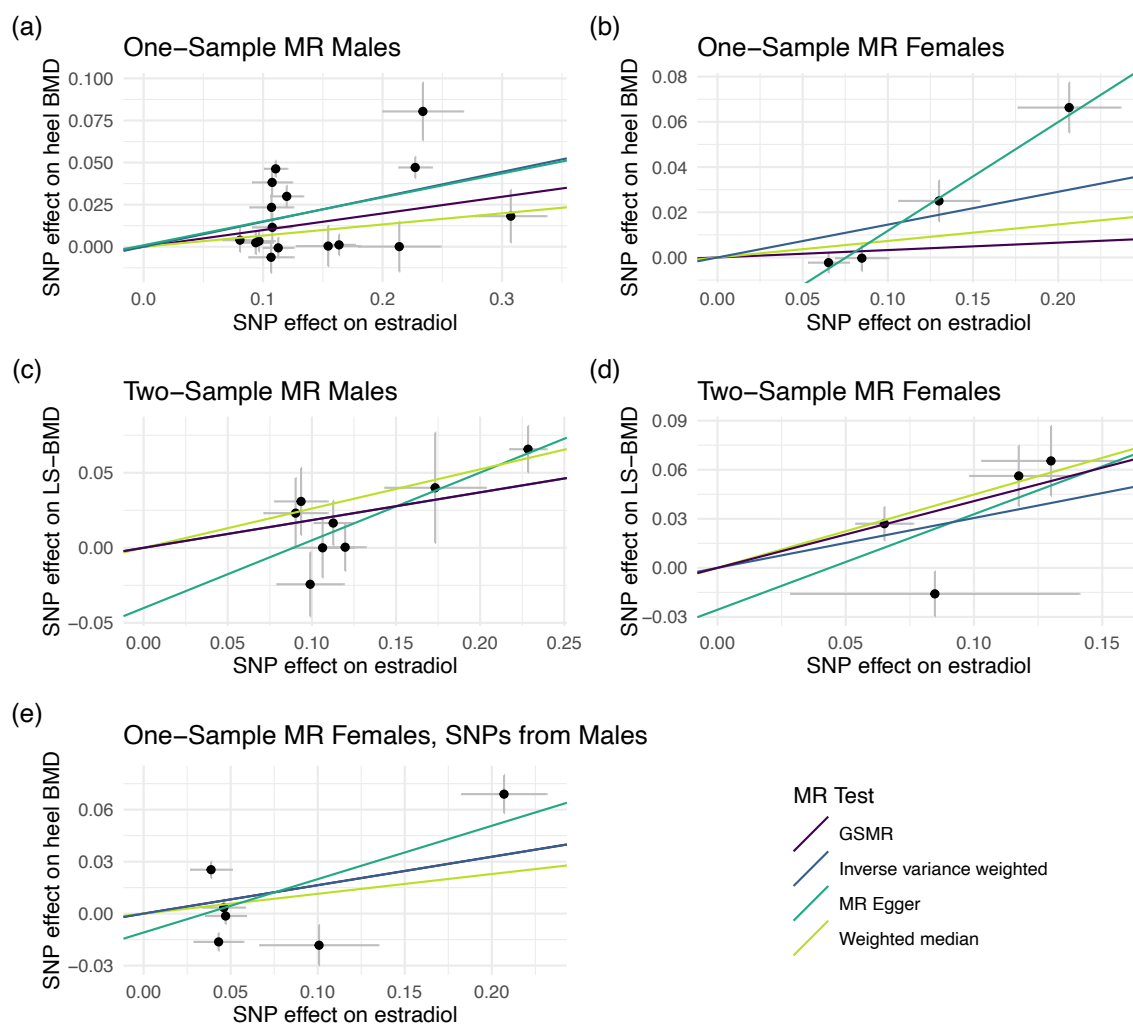 (a)
One−Sample MR Males
SNP effect on heel BMD
0.100
0.075
0.050
0.025
0.000
0.0
0.1
0.2
0.3
SNP effect on estradiol
(b)
One−Sample MR Females
SNP effect on heel BMD
0.08
0.06
0.04
0.02
0.00
0.00
0.05
0.10
0.15
0.20
SNP effect on estradiol
(c)
Two−Sample MR Males
SNP effect on LS−BMD
0.05
0.00
−0.05
0.00
0.05
0.10
0.15
0.20
0.25
SNP effect on estradiol
(d)
Two−Sample MR Females
SNP effect on LS−BMD
0.09
0.06
0.03
0.00
−0.03
0.00
0.05
0.10
0.15
SNP effect on estradiol
(e)
One−Sample MR Females, SNPs from Males
SNP effect on heel BMD
0.06
0.03
0.00
−0.03
0.00
0.05
0.10
0.15
0.20
SNP effect on estradiol
MR Test
GSMR
Inverse variance weighted
MR Egger
Weighted median